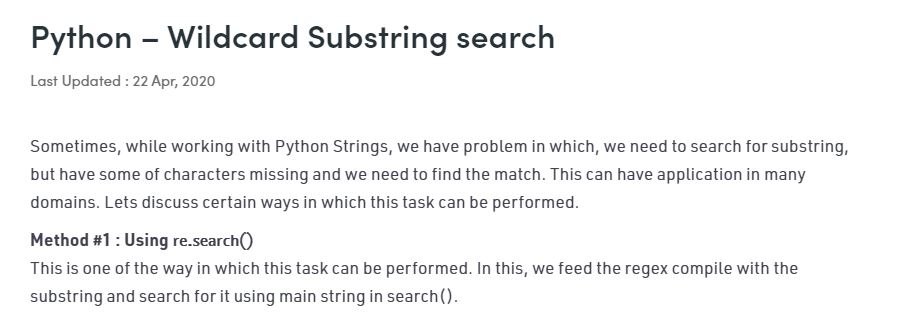 Python – Wildcard Substring search
Last Updated : 22 Apr, 2020
Sometimes, while working with Python Strings, we have problem in which, we need to search for substring,
but have some of characters missing and we need to find the match. This can have application in many
domains. Lets discuss certain ways in which this task can be performed.
Method #1 : Using re.search()
This is one of the way in which this task can be performed. In this, we feed the regex compile with the
substring and search for it using main string in search().